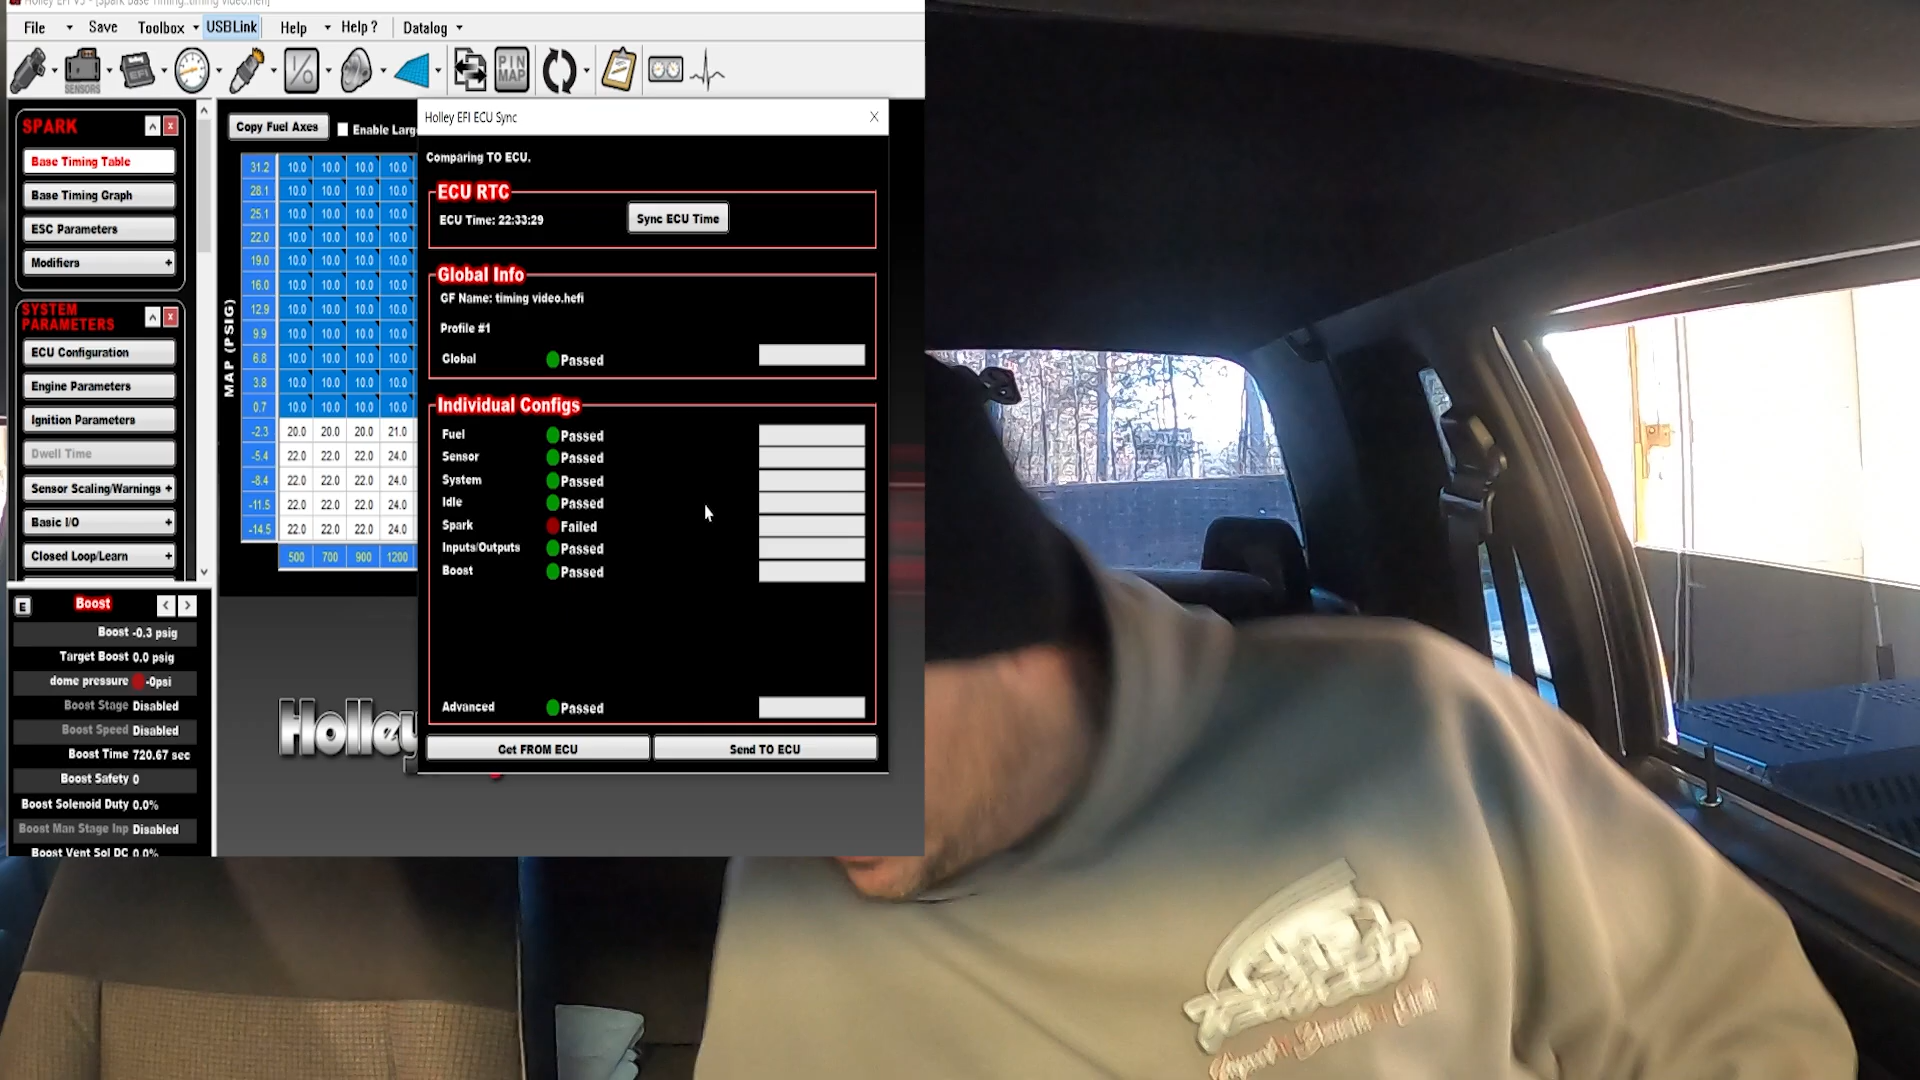 Holley EFI V5 - [Spark Base Timing..timing video.hefi]
File Save Toolbox USBLink Help Help ? Datalog
SENSORS EFI I/O PIN MAP
SPARK
Base Timing Table
Base Timing Graph
ESC Parameters
Modifiers +
SYSTEM
PARAMETERS
ECU Configuration
Engine Parameters
Ignition Parameters
Dwell Time
Sensor Scaling/Warnings +
Basic I/O +
Closed Loop/Learn +
E Boost < >
Boost -0.3 psig
Target Boost 0.0 psig
dome pressure -0psi
Boost Stage Disabled
Boost Speed Disabled
Boost Time 720.67 sec
Boost Safety 0
Boost Solenoid Duty 0.0%
Boost Man Stage Inp Disabled
Boost Vent Sol DC 0.0%
Copy Fuel Axes Enable Larg
MAP (PSIG)
31.2 10.0 10.0 10.0 10.0
28.1 10.0 10.0 10.0 10.0
25.1 10.0 10.0 10.0 10.0
22.0 10.0 10.0 10.0 10.0
19.0 10.0 10.0 10.0 10.0
16.0 10.0 10.0 10.0 10.0
12.9 10.0 10.0 10.0 10.0
9.9 10.0 10.0 10.0 10.0
6.8 10.0 10.0 10.0 10.0
3.8 10.0 10.0 10.0 10.0
0.7 10.0 10.0 10.0 10.0
-2.3 20.0 20.0 20.0 21.0
-5.4 22.0 22.0 22.0 24.0
-8.4 22.0 22.0 22.0 24.0
-11.5 22.0 22.0 22.0 24.0
-14.5 22.0 22.0 22.0 24.0
500 700 900 1200
Holley
Holley EFI ECU Sync
Comparing TO ECU.
ECU RTC
ECU Time: 22:33:29 Sync ECU Time
Global Info
GF Name: timing video.hefi
Profile #1
Global Passed
Individual Configs
Fuel Passed
Sensor Passed
System Passed
Idle Passed
Spark Failed
Inputs/Outputs Passed
Boost Passed
Advanced Passed
Get FROM ECU Send TO ECU